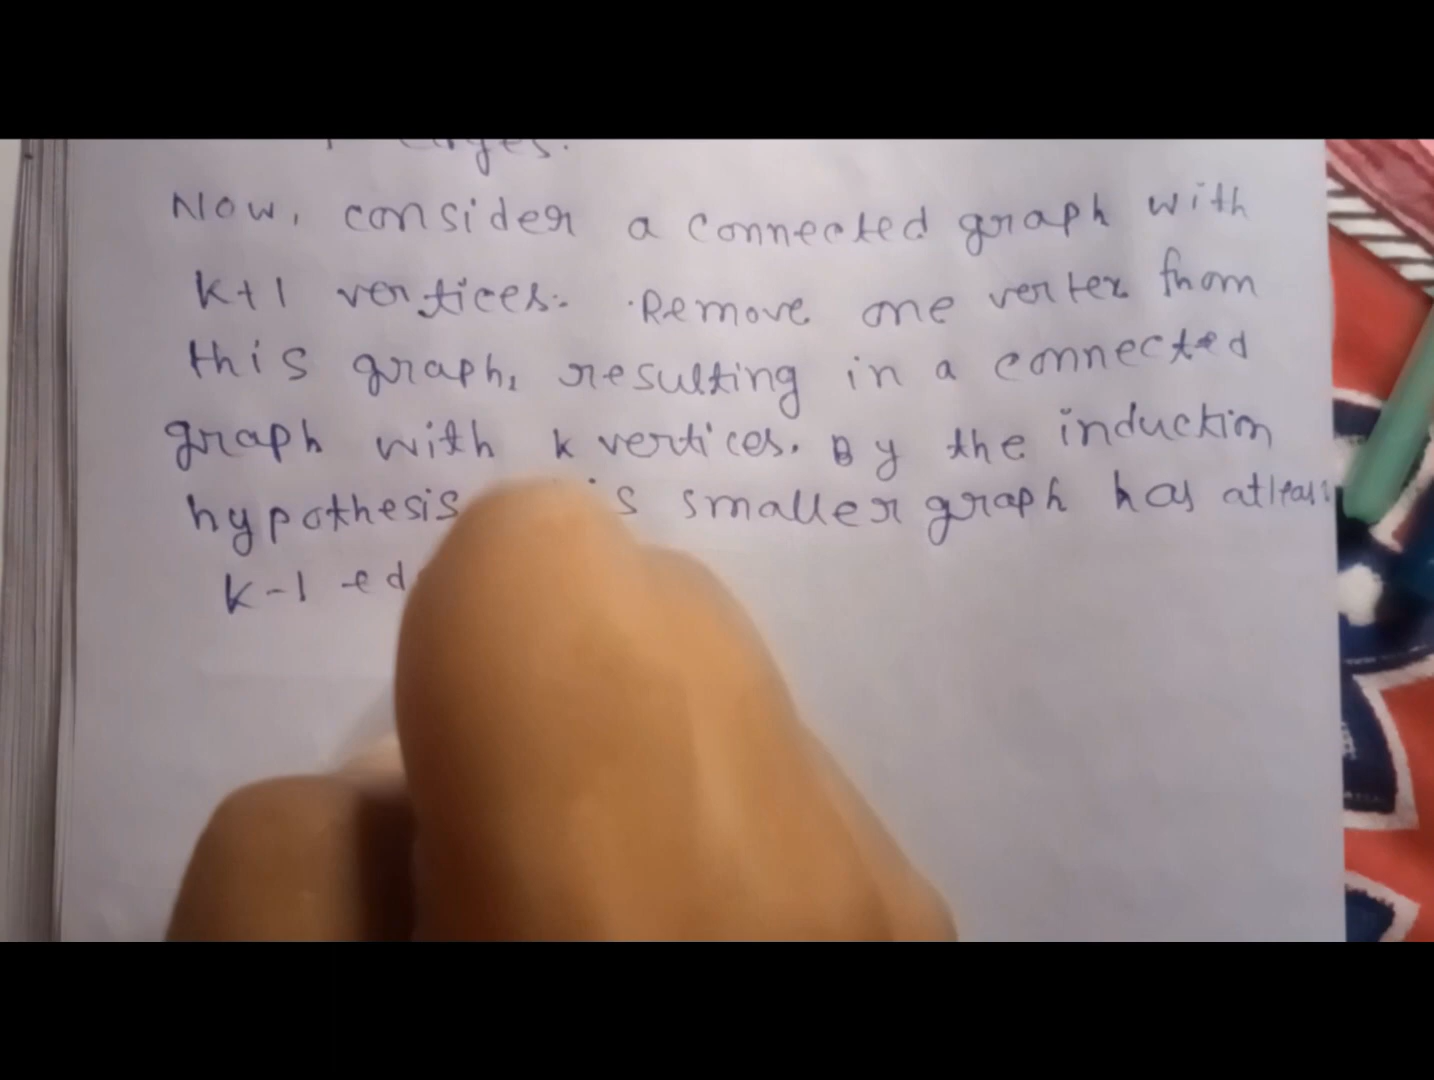 edges.
Now, consider a connected graph with
k+1 vertices. Remove one vertex from
this graph, resulting in a connected
graph with k vertices. By the induction
hypothesis smaller graph has atleast
k-1